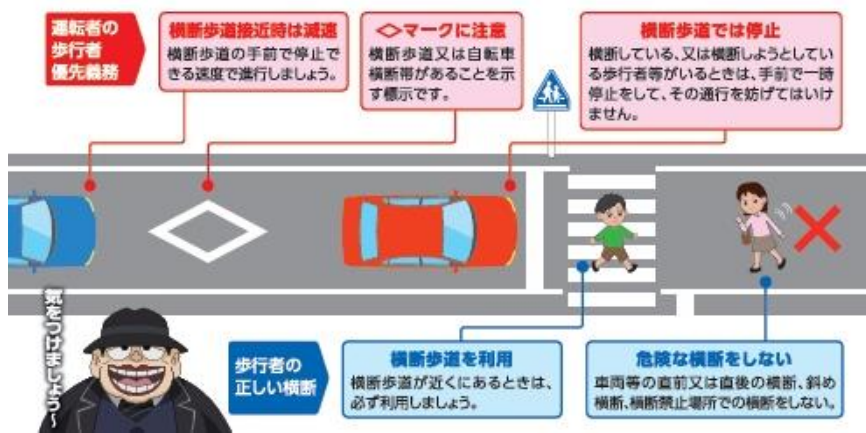 運転者の
歩行者
優先義務
横断歩道接近時は減速
横断歩道の手前で停止で
きる速度で進行しましょう。
◇マークに注意
横断歩道又は自転車
横断帯があることを示
す標示です。
横断歩道では停止
横断している、又は横断しようとしてい
る歩行者等がいるときは、手前で一時
停止をして、その通行を妨げてはいけ
ません。
気をつけましょう〜
歩行者の
正しい横断
横断歩道を利用
横断歩道が近くにあるときは、
必ず利用しましょう。
危険な横断をしない
車両等の直前又は直後の横断、斜め
横断、横断禁止場所での横断をしない。